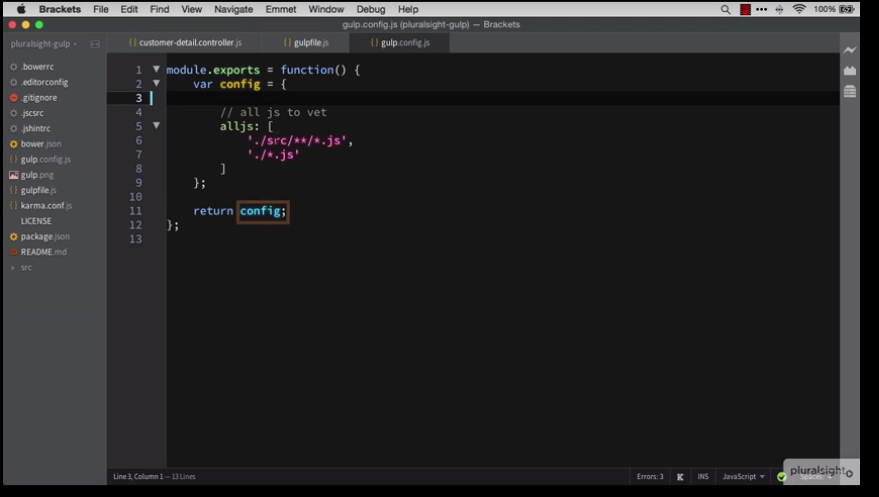 Brackets File Edit Find View Navigate Emmet Window Debug Help 100%
gulp.config.js (pluralsight-gulp) — Brackets
pluralsight-gulp
customer-detail.controller.js gulpfile.js gulp.config.js
.bowerrc
.editorconfig
.gitignore
.jscsrc
.jshintrc
bower.json
gulp.config.js
gulp.png
gulpfile.js
karma.conf.js
LICENSE
package.json
README.md
src
1 module.exports = function() {
2 var config = {
3
4 // all js to vet
5 alljs: [
6 './src/**/*.js',
7 './*.js'
8 ]
9 };
10
11 return config;
12 };
13
Line 3, Column 1 — 13 Lines
Errors: 3 INS JavaScript Spaces: 4
pluralsight